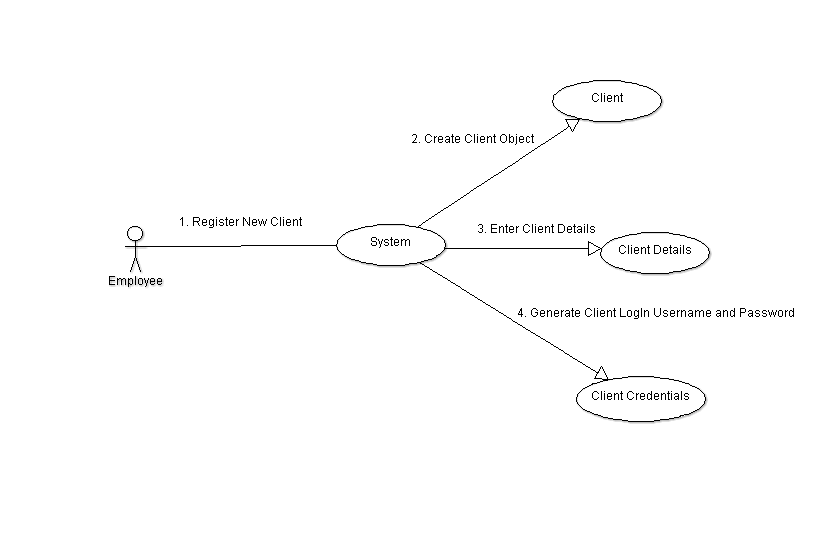 Client
2. Create Client Object
1. Register New Client
3. Enter Client Details
System
Client Details
Employee
4. Generate Client LogIn Username and Password
Client Credentials